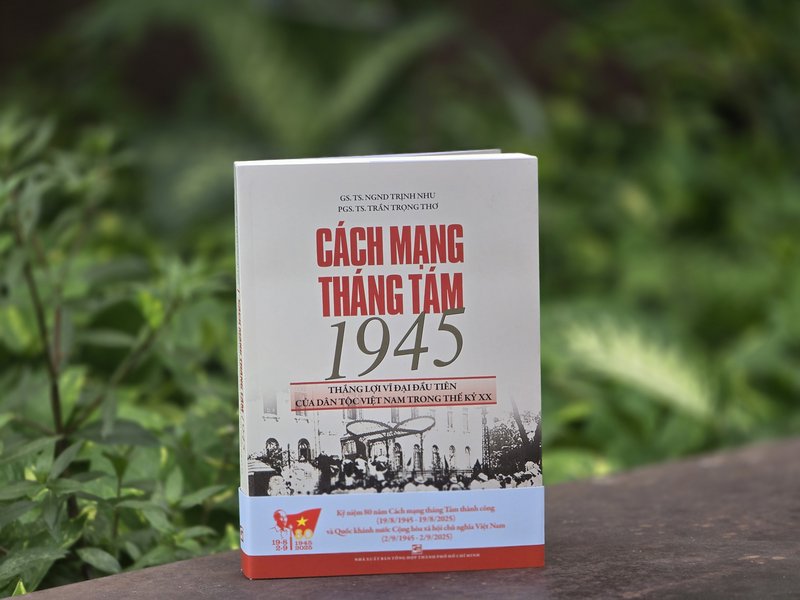 GS. TS. NGND TRỊNH NHU
PGS. TS. TRẦN TRỌNG THƠ
CÁCH MẠNG
THÁNG TÁM
1945
THẮNG LỢI VĨ ĐẠI ĐẦU TIÊN
CỦA DÂN TỘC VIỆT NAM TRONG THẾ KỶ XX
Kỷ niệm 80 năm Cách mạng tháng Tám thành công
(19/8/1945 - 19/8/2025)
và Quốc khánh nước Cộng hòa xã hội chủ nghĩa Việt Nam
(2/9/1945 - 2/9/2025)
19-8
2-9
1945
2025
NHÀ XUẤT BẢN TỔNG HỢP THÀNH PHỐ HỒ CHÍ MINH